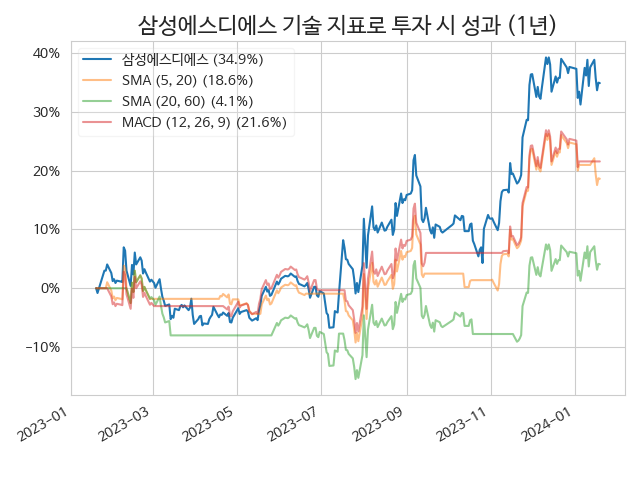 삼성에스디에스 기술 지표로 투자 시 성과 (1년)
40%
30%
20%
10%
0%
−10%
삼성에스디에스 (34.9%)
SMA (5, 20) (18.6%)
SMA (20, 60) (4.1%)
MACD (12, 26, 9) (21.6%)
2023−01
2023−03
2023−05
2023−07
2023−09
2023−11
2024−01